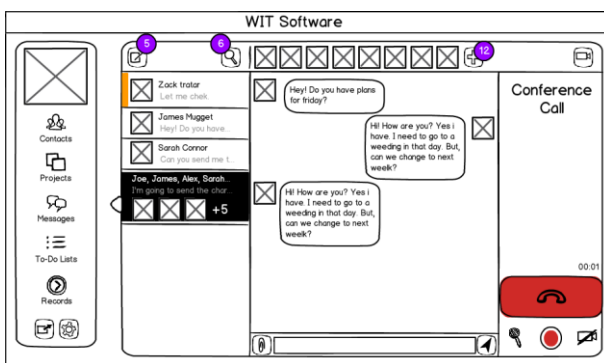 WIT Software
5
6
12
Contacts
Projects
Messages
To-Do Lists
Records
Zack tratar
Let me chek.
James Mugget
Hey! Do you have..
Sarah Connor
Can you send me t...
Joe, James, Alex, Sarah...
I'm going to send the char...
+5
Hey! Do you have plans
for friday?
Hi! How are you? Yes i
have. I need to go to a
weeding in that day. But,
can we change to next
weelk?
Hi! How are you? Yes i
have. I need to go to a
weeding in that day. But,
can we change to next
weelk?
Conference
Call
00:01